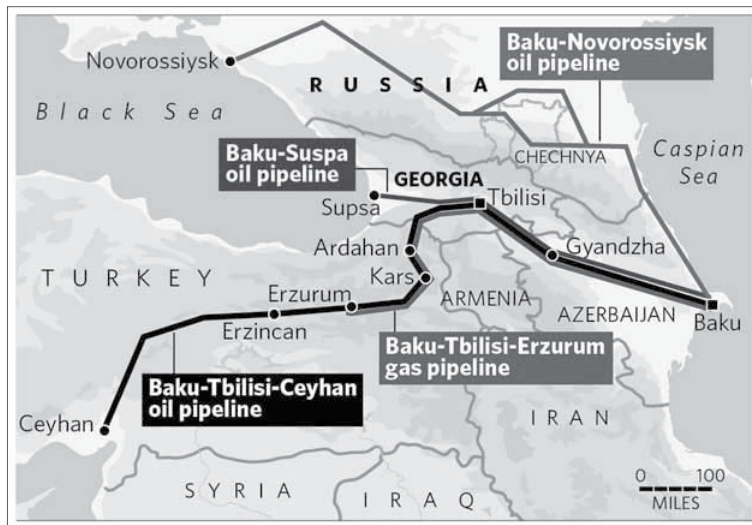 Baku-Novorossiysk
oil pipeline
Novorossiysk
RUSSIA
Black Sea
CHECHNYA
Caspian
Sea
Baku-Suspa
oil pipeline
GEORGIA
Tbilisi
Supsa
Ardahan
Gyandzha
TURKEY
Kars
Erzurum
ARMENIA
AZERBAIJAN
Baku
Erzincan
Baku-Tbilisi-Erzurum
gas pipeline
Baku-Tbilisi-Ceyhan
oil pipeline
Ceyhan
IRAN
SYRIA
IRAQ
0 100
MILES